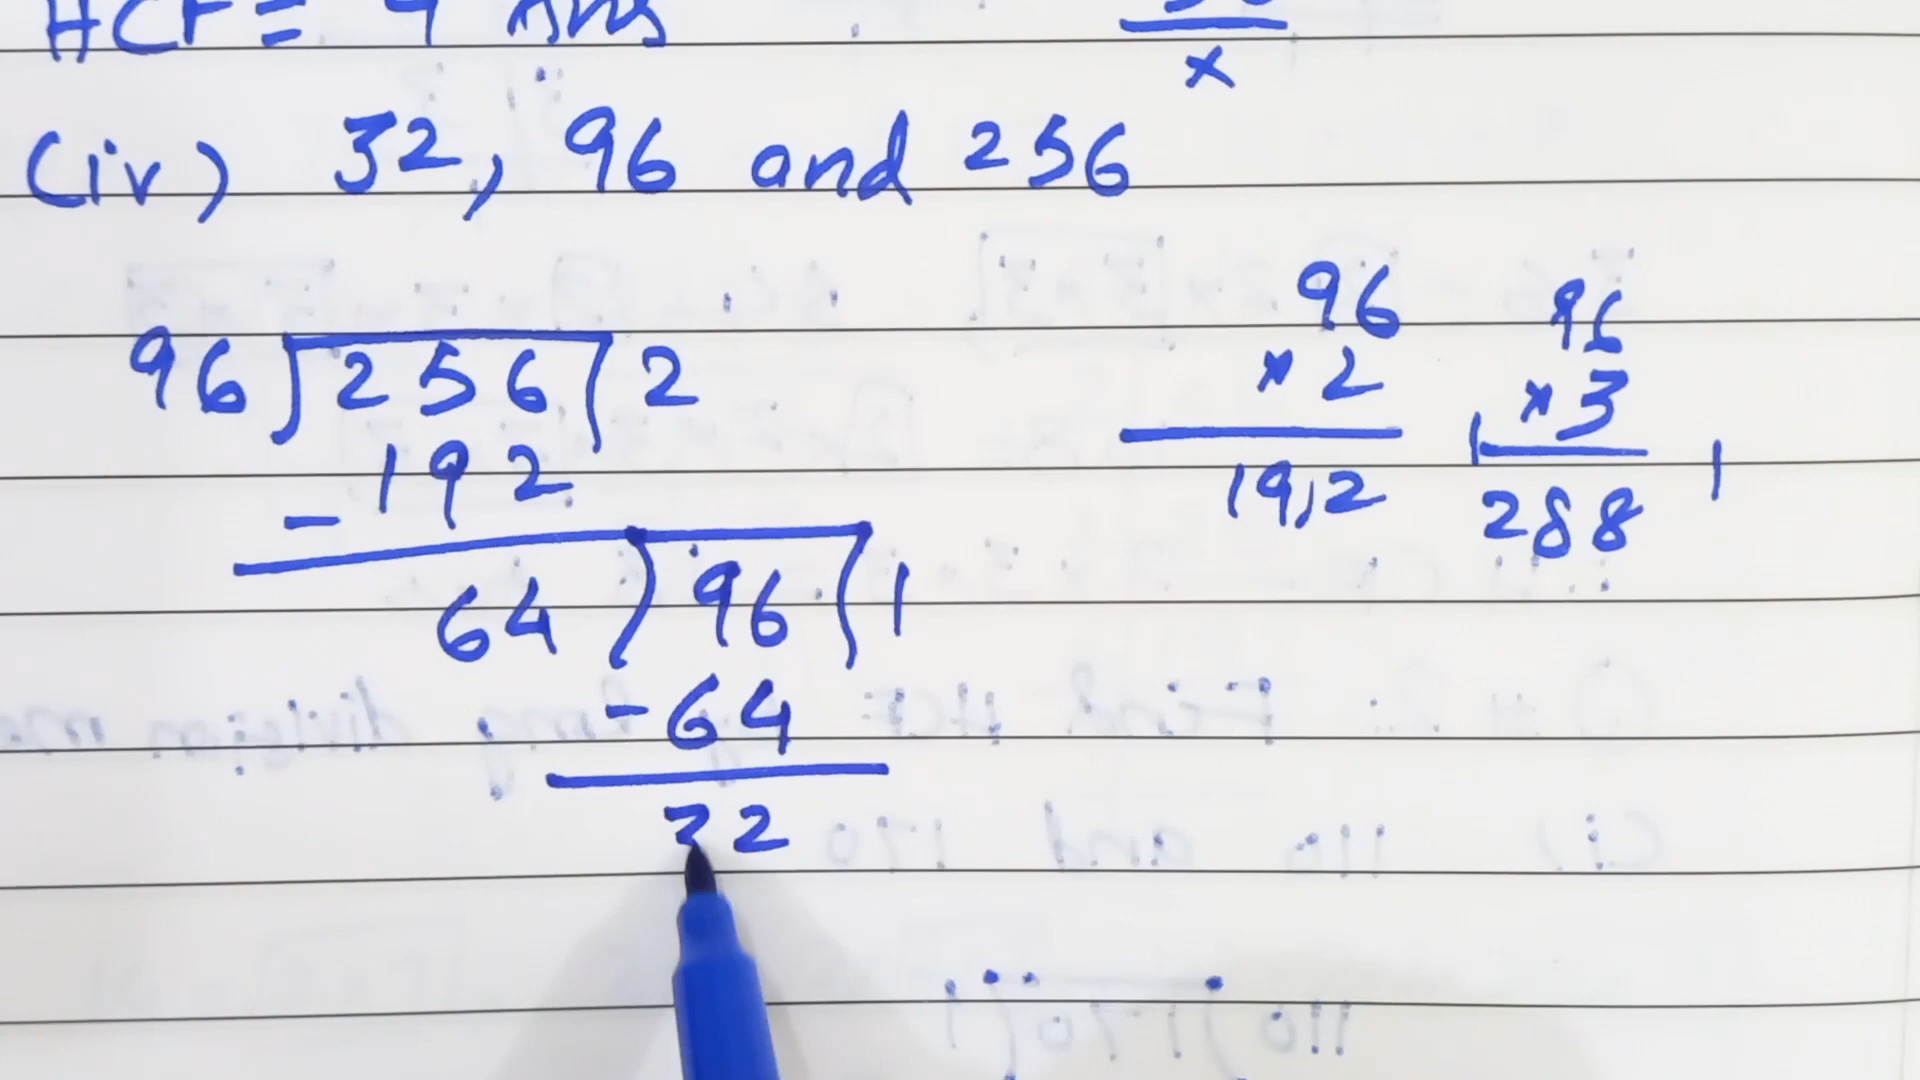 HCF = 4 Ans
x
(iv) 32, 96 and 256
96 ) 256 ( 2
- 192
64 ) 96 ( 1
- 64
32
96
× 2
192
96
× 3
288